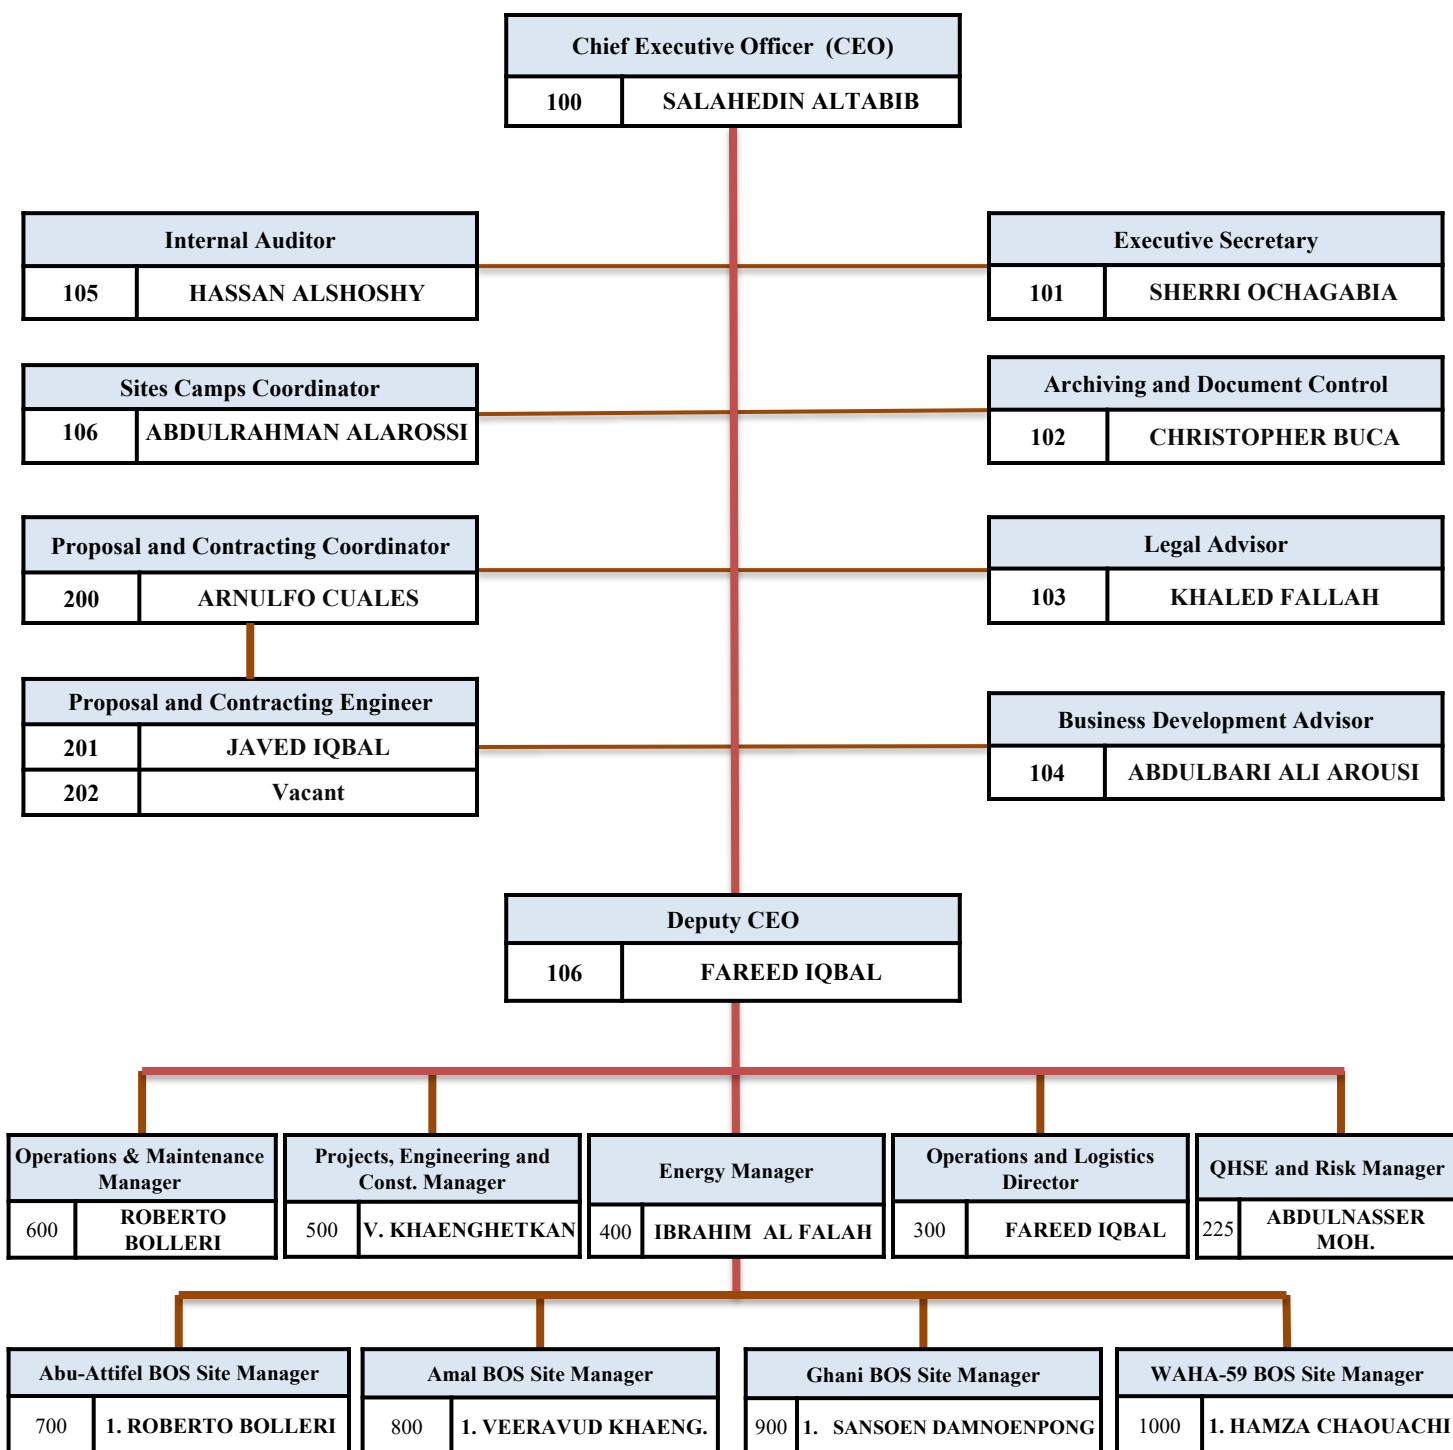 Chief Executive Officer (CEO)
100 SALAHEDIN ALTABIB
Internal Auditor
105 HASSAN ALSHOSHY
Executive Secretary
101 SHERRI OCHAGABIA
Sites Camps Coordinator
106 ABDULRAHMAN ALAROSSI
Archiving and Document Control
102 CHRISTOPHER BUCA
Proposal and Contracting Coordinator
200 ARNULFO CUALES
Legal Advisor
103 KHALED FALLAH
Proposal and Contracting Engineer
201 JAVED IQBAL
202 Vacant
Business Development Advisor
104 ABDULBARI ALI AROUSI
Deputy CEO
106 FAREED IQBAL
Operations & Maintenance
Manager
600 ROBERTO
BOLLERI
Projects, Engineering and
Const. Manager
500 V. KHAENGHETKAN
Energy Manager
400 IBRAHIM AL FALAH
Operations and Logistics
Director
300 FAREED IQBAL
QHSE and Risk Manager
225 ABDULNASSER
MOH.
Abu-Attifel BOS Site Manager
700 1. ROBERTO BOLLERI
Amal BOS Site Manager
800 1. VEERAVUD KHAENG.
Ghani BOS Site Manager
900 1. SANSOEN DAMNOENPONG
WAHA-59 BOS Site Manager
1000 1. HAMZA CHAOUACHI